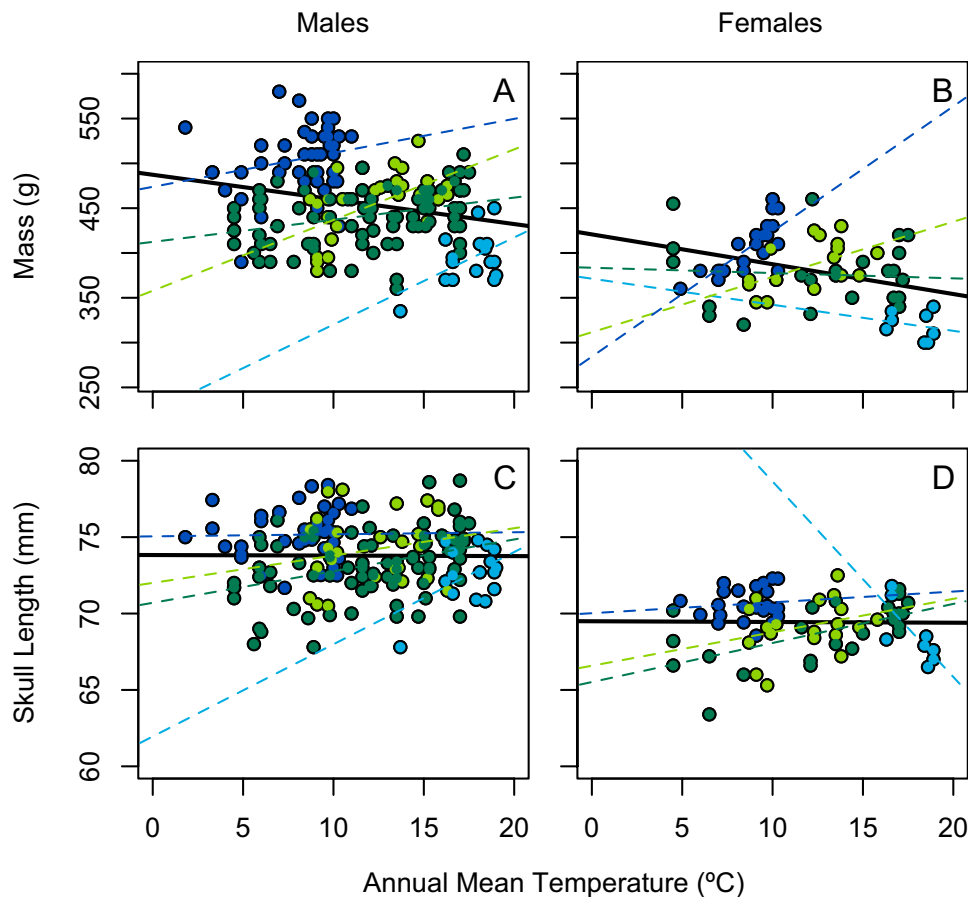 Males Females
A
B
Mass (g)
250 350 450 550
C
D
Skull Length (mm)
60 65 70 75 80
0 5 10 15 20
0 5 10 15 20
Annual Mean Temperature (ºC)